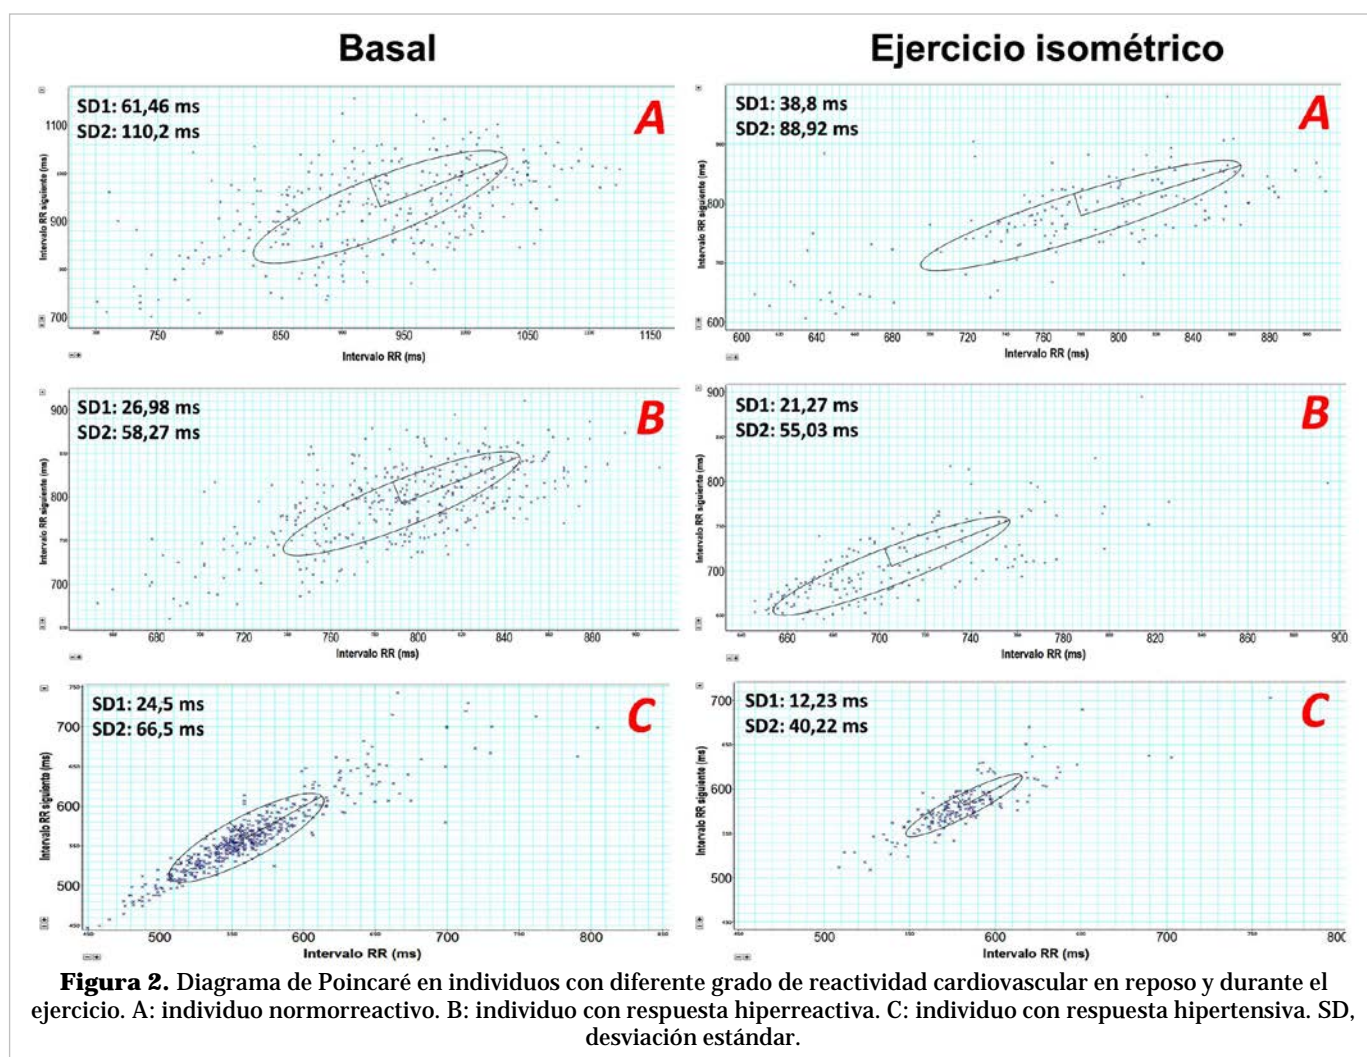 Basal
Ejercicio isométrico
SD1: 61,46 ms
SD2: 110,2 ms
A
1100
900
700
Intervalo RR siguiente (ms)
750
850
950
1050
1150
Intervalo RR (ms)
SD1: 38,8 ms
SD2: 88,92 ms
A
800
600
Intervalo RR siguiente (ms)
600
640
680
720
760
800
840
880
Intervalo RR (ms)
SD1: 26,98 ms
SD2: 58,27 ms
B
900
800
700
Intervalo RR siguiente (ms)
680
720
760
800
840
880
920
Intervalo RR (ms)
SD1: 21,27 ms
SD2: 55,03 ms
B
900
800
700
Intervalo RR siguiente (ms)
660
700
740
780
820
860
900
Intervalo RR (ms)
SD1: 24,5 ms
SD2: 66,5 ms
C
750
700
600
500
Intervalo RR siguiente (ms)
500
600
700
800
Intervalo RR (ms)
SD1: 12,23 ms
SD2: 40,22 ms
C
700
600
500
Intervalo RR siguiente (ms)
500
600
700
Intervalo RR (ms)
Figura 2. Diagrama de Poincaré en individuos con diferente grado de reactividad cardiovascular en reposo y durante el
ejercicio. A: individuo normorreactivo. B: individuo con respuesta hiperreactiva. C: individuo con respuesta hipertensiva. SD,
desviación estándar.